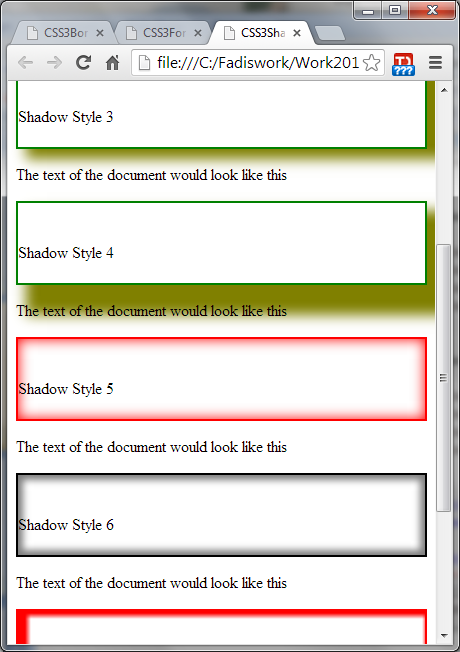 CSS3Bor
CSS3For
CSS3Sha
file:///C:/Fadiswork/Work201
???
Shadow Style 3
The text of the document would look like this
Shadow Style 4
The text of the document would look like this
Shadow Style 5
The text of the document would look like this
Shadow Style 6
The text of the document would look like this